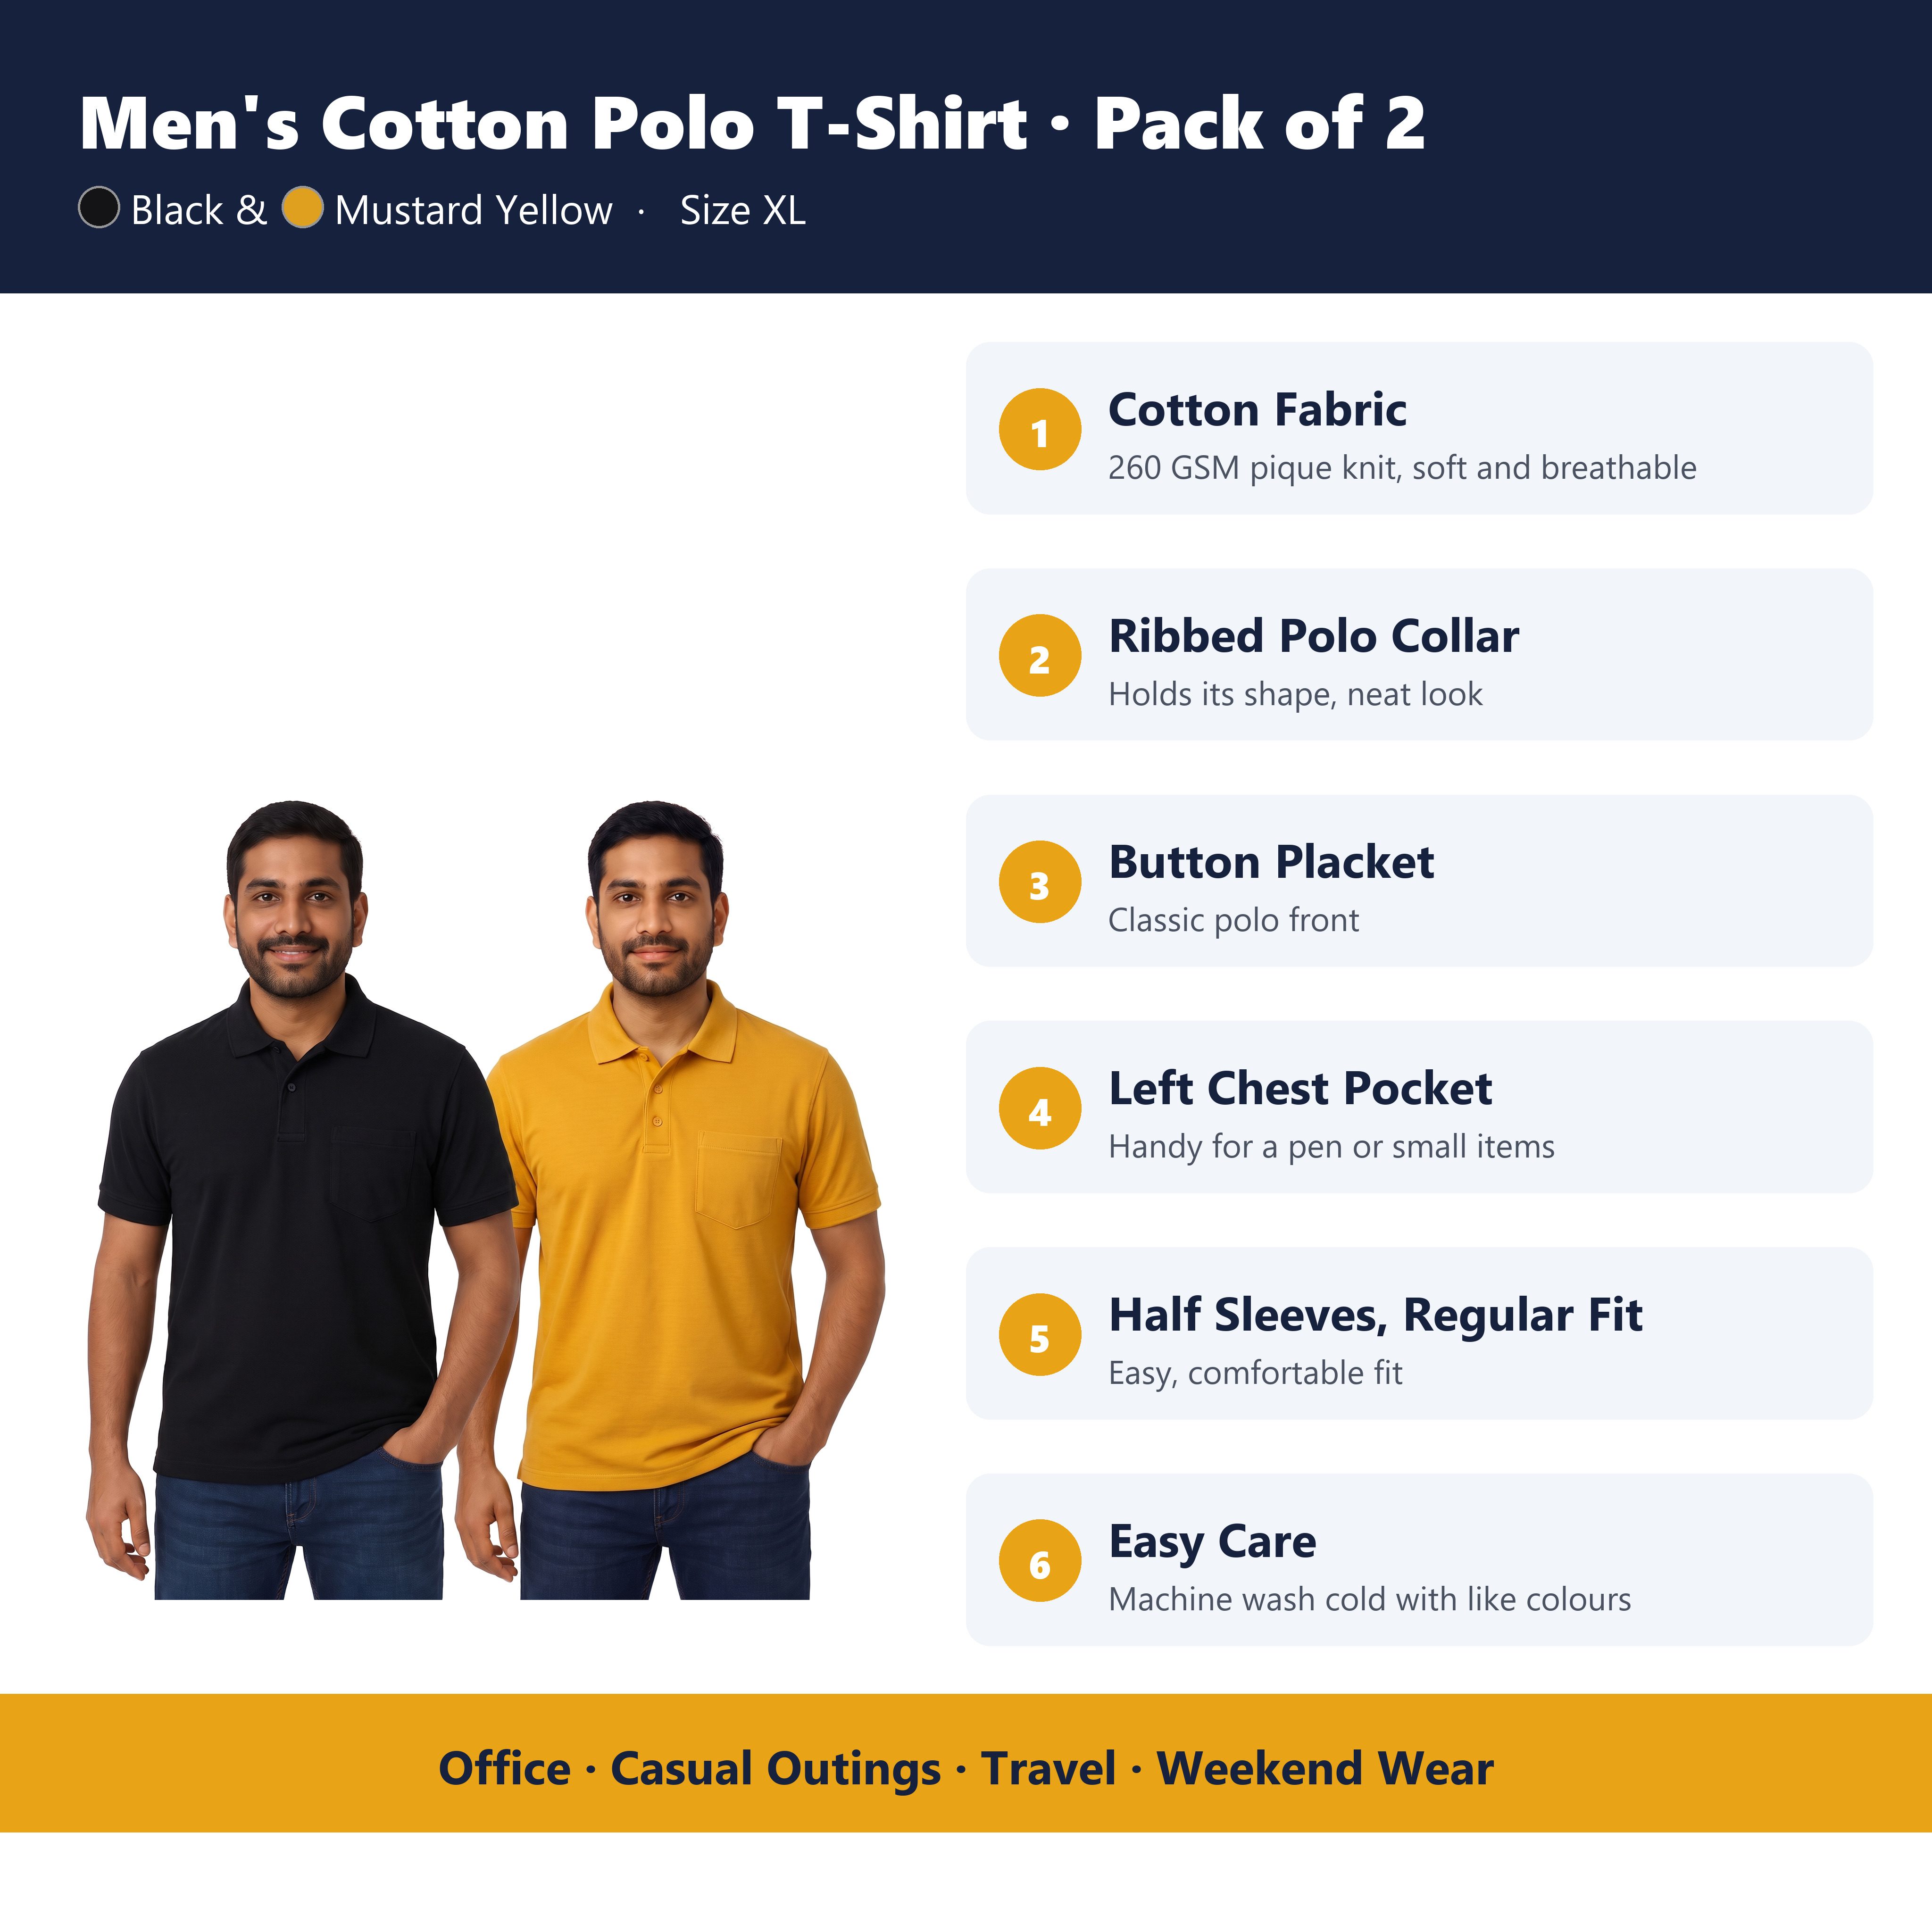 Men's Cotton Polo T-Shirt · Pack of 2
Black & Mustard Yellow · Size XL
1
Cotton Fabric
260 GSM pique knit, soft and breathable
2
Ribbed Polo Collar
Holds its shape, neat look
3
Button Placket
Classic polo front
4
Left Chest Pocket
Handy for a pen or small items
5
Half Sleeves, Regular Fit
Easy, comfortable fit
6
Easy Care
Machine wash cold with like colours
Office · Casual Outings · Travel · Weekend Wear